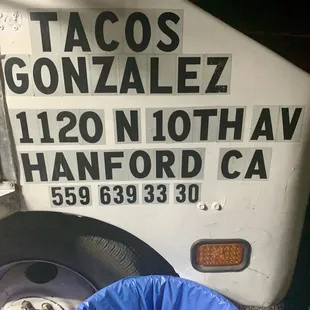 TACOS
GONZALEZ
1120 N 10TH AV
HANFORD CA
559 639 33 30